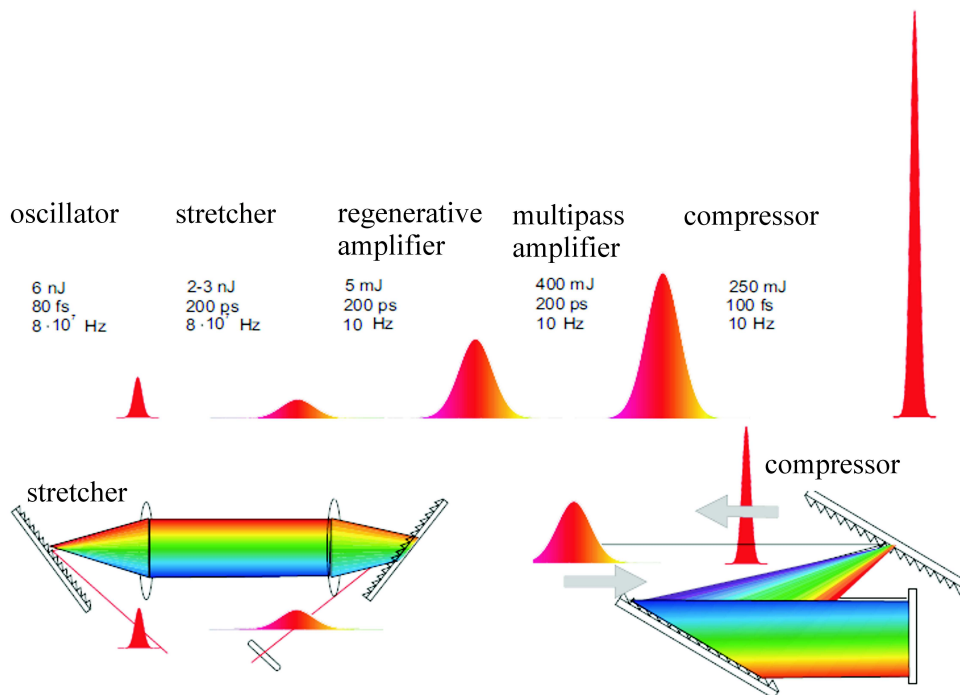 oscillator
6 nJ
80 fs
8·10⁷ Hz
stretcher
2-3 nJ
200 ps
8·10⁷ Hz
regenerative
amplifier
5 mJ
200 ps
10 Hz
multipass
amplifier
400 mJ
200 ps
10 Hz
compressor
250 mJ
100 fs
10 Hz
stretcher
compressor